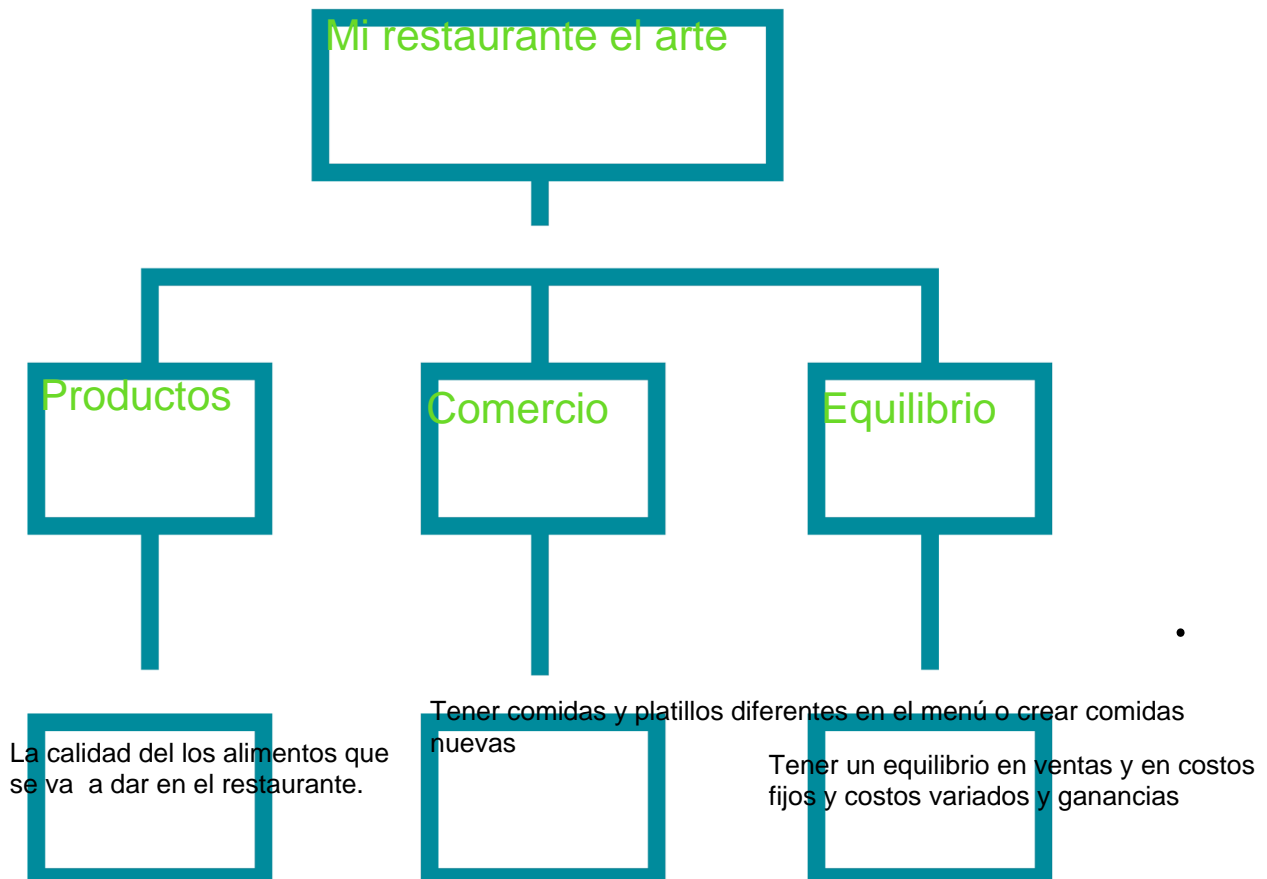 Mi restaurante el arte
Productos
Comercio
Equilibrio
La calidad del los alimentos que
se va  a dar en el restaurante.
Tener comidas y platillos diferentes en el menú o crear comidas
nuevas
Tener un equilibrio en ventas y en costos
fijos y costos variados y ganancias